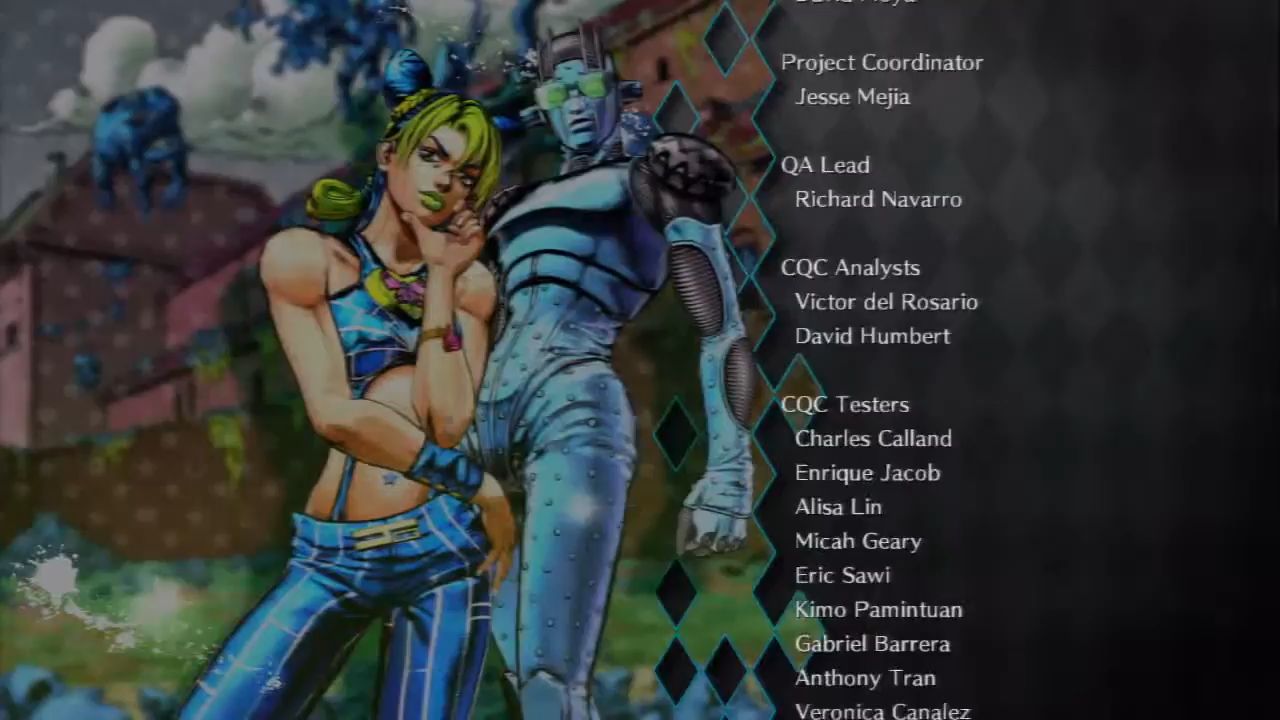 Project Coordinator
Jesse Mejia
QA Lead
Richard Navarro
CQC Analysts
Victor del Rosario
David Humbert
CQC Testers
Charles Calland
Enrique Jacob
Alisa Lin
Micah Geary
Eric Sawi
Kimo Pamintuan
Gabriel Barrera
Anthony Tran
Veronica Canalez